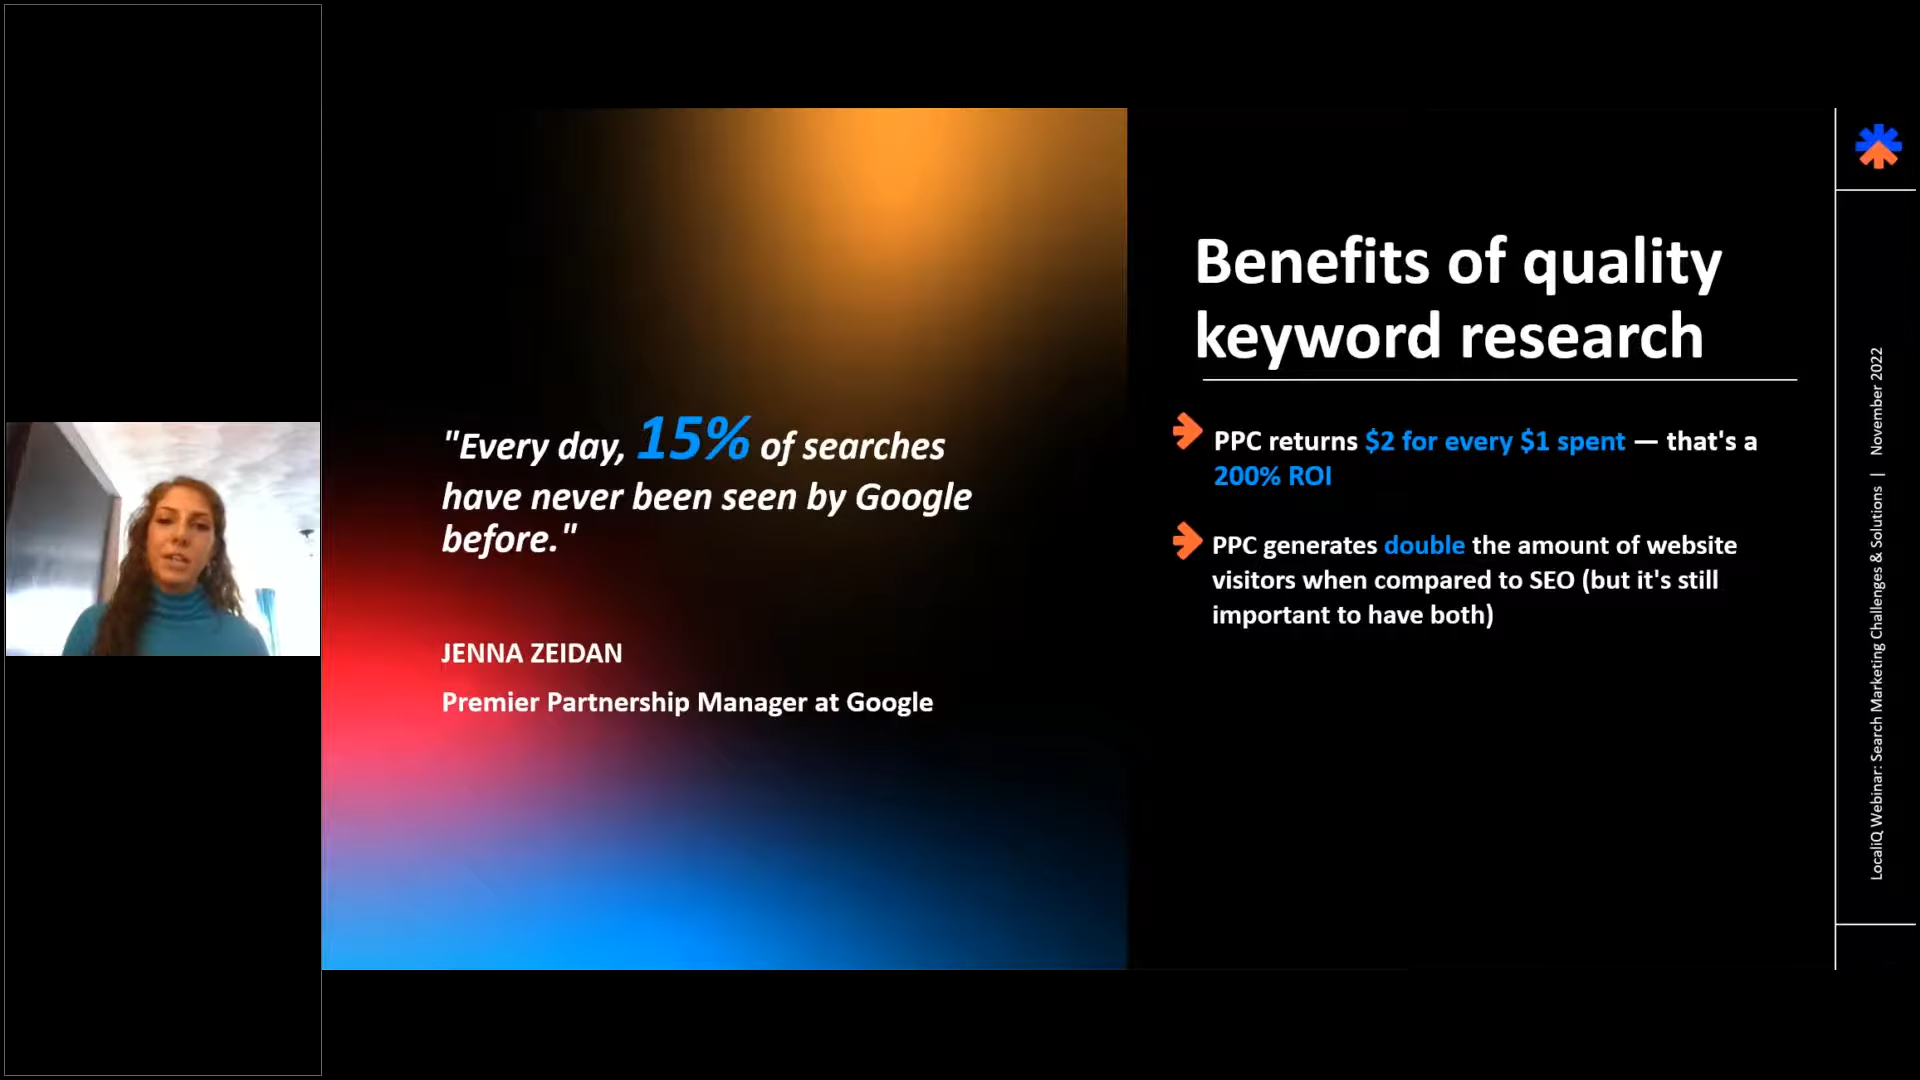 "Every day, 15% of searches
have never been seen by Google
before."
JENNA ZEIDAN
Premier Partnership Manager at Google
Benefits of quality
keyword research
PPC returns $2 for every $1 spent — that's a
200% ROI
PPC generates double the amount of website
visitors when compared to SEO (but it's still
important to have both)
LocaliQ Webinar: Search Marketing Challenges & Solutions | November 2022